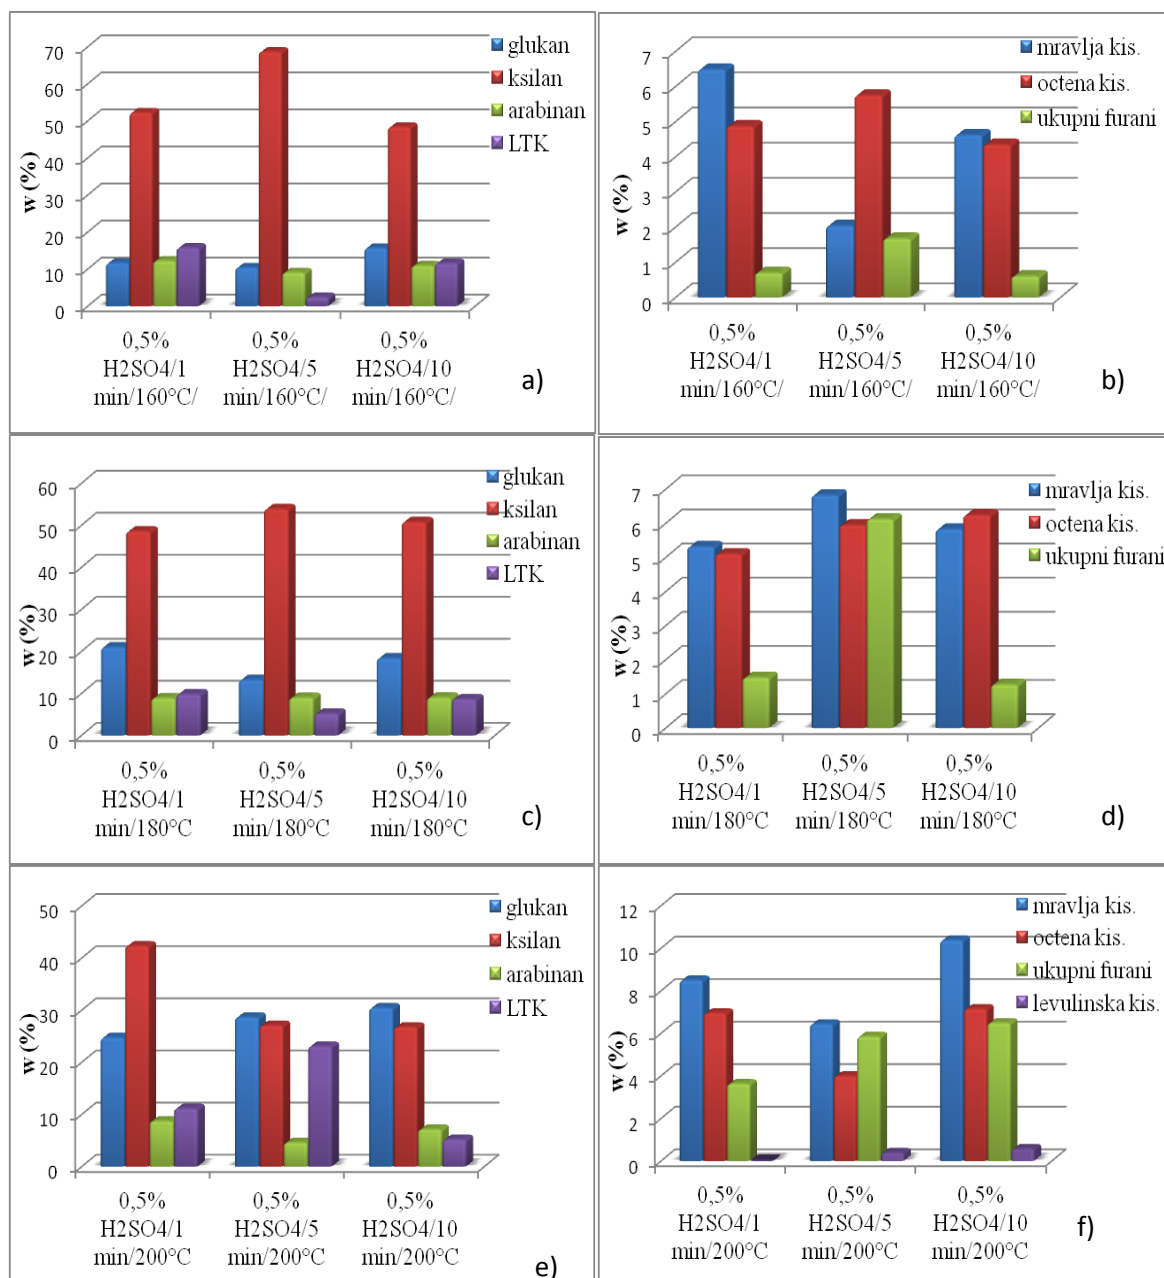 70
60
50
40
30
20
10
0
w (%)
glukan
ksilan
arabinan
LTK
0,5%
H2SO4/1
min/160°C/
0,5%
H2SO4/5
min/160°C/
0,5%
H2SO4/10
min/160°C/
a)
7
6
5
4
3
2
1
0
w (%)
mravlja kis.
octena kis.
ukupni furani
0,5%
H2SO4/1
min/160°C/
0,5%
H2SO4/5
min/160°C/
0,5%
H2SO4/10
min/160°C/
b)
60
50
40
30
20
10
0
w (%)
glukan
ksilan
arabinan
LTK
0,5%
H2SO4/1
min/180°C
0,5%
H2SO4/5
min/180°C
0,5%
H2SO4/10
min/180°C
c)
7
6
5
4
3
2
1
0
w (%)
mravlja kis.
octena kis.
ukupni furani
0,5%
H2SO4/1
min/180°C
0,5%
H2SO4/5
min/180°C
0,5%
H2SO4/10
min/180°C
d)
50
40
30
20
10
0
w (%)
glukan
ksilan
arabinan
LTK
0,5%
H2SO4/1
min/200°C
0,5%
H2SO4/5
min/200°C
0,5%
H2SO4/10
min/200°C
e)
12
10
8
6
4
2
0
w (%)
mravlja kis.
octena kis.
ukupni furani
levulinska kis.
0,5%
H2SO4/1
min/200°C
0,5%
H2SO4/5
min/200°C
0,5%
H2SO4/10
min/200°C
f)